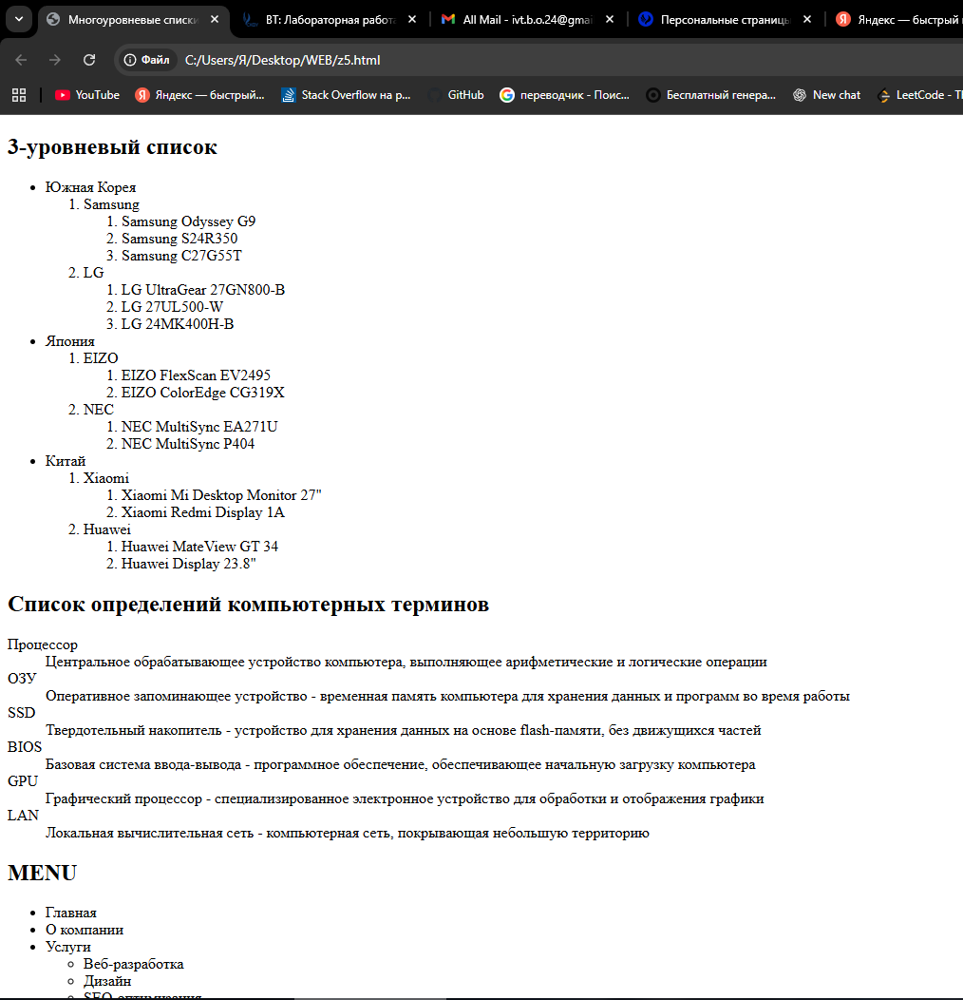 Многоуровневые списки
ВТ: Лабораторная работа
All Mail - ivt.b.o.24@gmai
Персональные страницы
Яндекс — быстрый
Файл
C:/Users/Я/Desktop/WEB/z5.html
YouTube
Яндекс — быстрый...
Stack Overflow на р...
GitHub
переводчик - Поис...
Бесплатный генера...
New chat
LeetCode - Th
3-уровневый список
• Южная Корея
1. Samsung
1. Samsung Odyssey G9
2. Samsung S24R350
3. Samsung C27G55T
2. LG
1. LG UltraGear 27GN800-B
2. LG 27UL500-W
3. LG 24MK400H-B
• Япония
1. EIZO
1. EIZO FlexScan EV2495
2. EIZO ColorEdge CG319X
2. NEC
1. NEC MultiSync EA271U
2. NEC MultiSync P404
• Китай
1. Xiaomi
1. Xiaomi Mi Desktop Monitor 27"
2. Xiaomi Redmi Display 1A
2. Huawei
1. Huawei MateView GT 34
2. Huawei Display 23.8"
Список определений компьютерных терминов
Процессор
Центральное обрабатывающее устройство компьютера, выполняющее арифметические и логические операции
ОЗУ
Оперативное запоминающее устройство - временная память компьютера для хранения данных и программ во время работы
SSD
Твердотельный накопитель - устройство для хранения данных на основе flash-памяти, без движущихся частей
BIOS
Базовая система ввода-вывода - программное обеспечение, обеспечивающее начальную загрузку компьютера
GPU
Графический процессор - специализированное электронное устройство для обработки и отображения графики
LAN
Локальная вычислительная сеть - компьютерная сеть, покрывающая небольшую территорию
MENU
• Главная
• О компании
• Услуги
◦ Веб-разработка
◦ Дизайн
◦ SEO-оптимизация